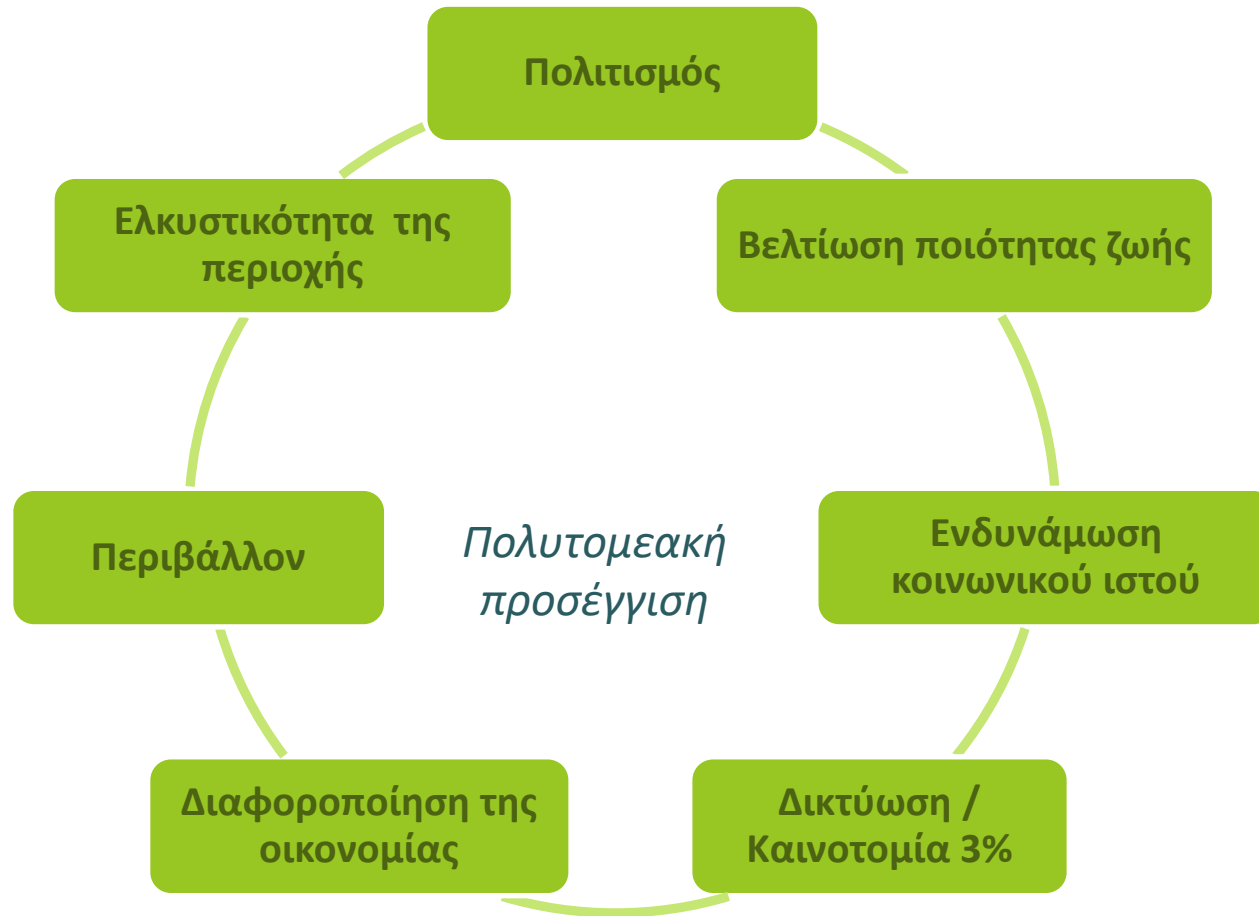 Πολιτισμός
Βελτίωση ποιότητας ζωής
Ενδυνάμωση
κοινωνικού ιστού
Δικτύωση /
Καινοτομία 3%
Διαφοροποίηση της
οικονομίας
Περιβάλλον
Ελκυστικότητα της
περιοχής
Πολυτομεακή
προσέγγιση